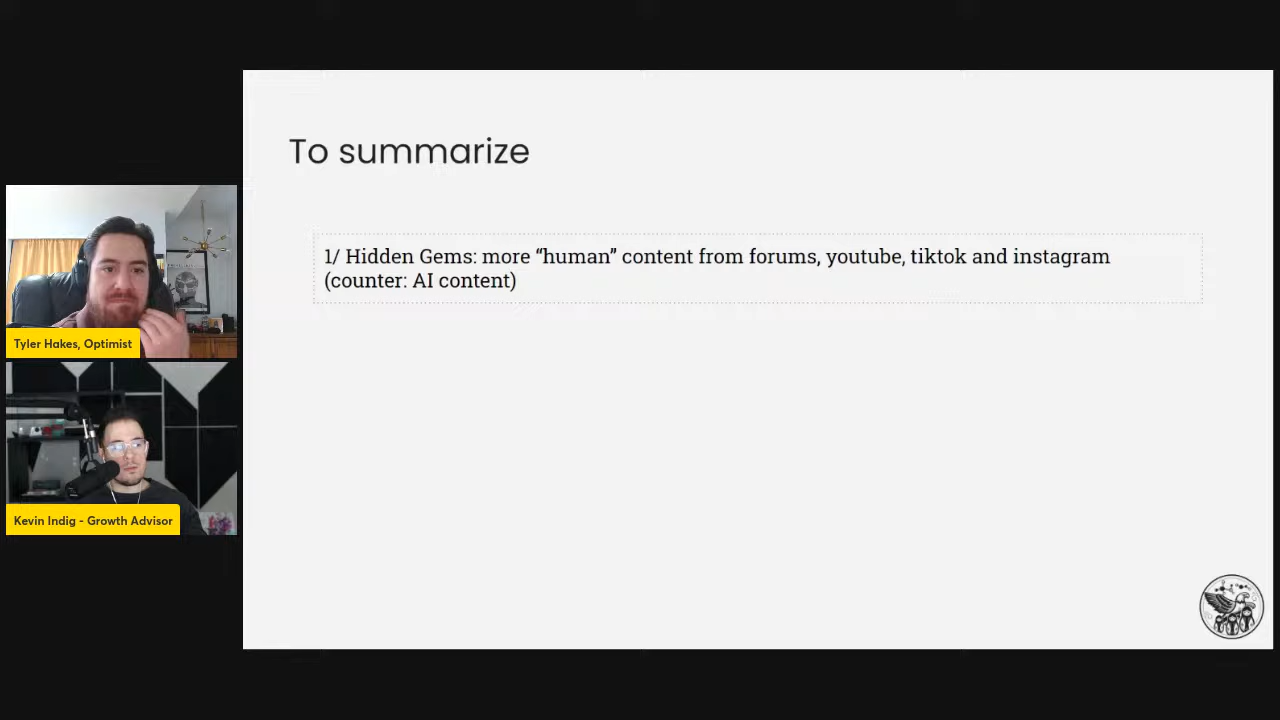 To summarize
1/ Hidden Gems: more “human” content from forums, youtube, tiktok and instagram
(counter: AI content)
Tyler Hakes, Optimist
Kevin Indig - Growth Advisor